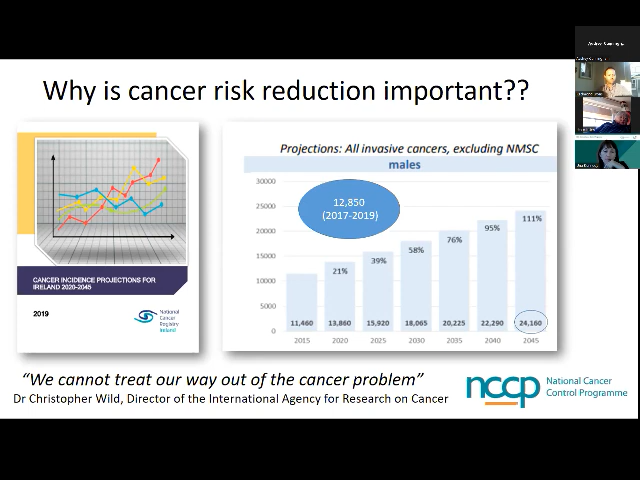 Why is cancer risk reduction important??
CANCER INCIDENCE PROJECTIONS FOR
IRELAND 2020-2045
2019
National
Cancer
Registry
Ireland
Projections: All invasive cancers, excluding NMSC
males
30000
25000
20000
15000
10000
5000
0
12,850
(2017-2019)
21%
39%
58%
76%
95%
111%
11,460
13,860
15,920
18,065
20,225
22,290
24,160
2015
2020
2025
2030
2035
2040
2045
“We cannot treat our way out of the cancer problem”
Dr Christopher Wild, Director of the International Agency for Research on Cancer
nccp
National Cancer
Control Programme